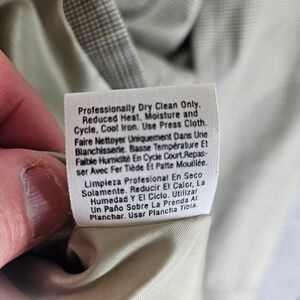 Professionally Dry Clean Only.
Reduced Heat, Moisture and
Cycle, Cool Iron. Use Press Cloth.
Faire Nettoyer Uniquement Dans Une
Blanchisserie. Basse Température Et
Faible Humidité En Cycle Court.Repas-
ser Avec Fer Tiède Et Patte Mouillée.
Limpieza Profesional En Seco
Solamente. Reducir El Calor, La
Humedad Y El Ciclo. Utilizar
Un Paño Sobre La Prenda Al
Planchar. Usar Plancha Tibia.